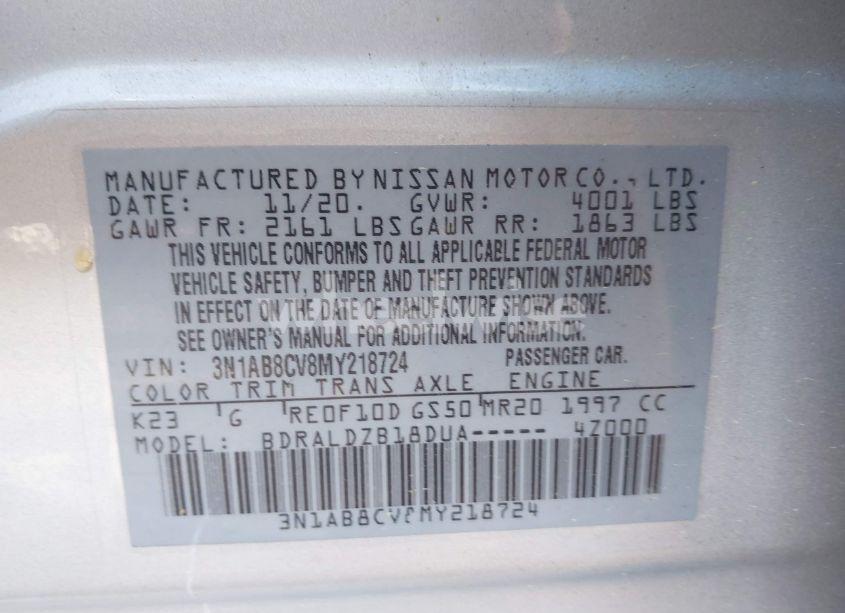 MANUFACTURED BY NISSAN MOTOR CO., LTD.
DATE: 11/20. GVWR: 4001 LBS
GAWR FR: 2161 LBS GAWR RR: 1863 LBS
THIS VEHICLE CONFORMS TO ALL APPLICABLE FEDERAL MOTOR
VEHICLE SAFETY, BUMPER AND THEFT PREVENTION STANDARDS
IN EFFECT ON THE DATE OF MANUFACTURE SHOWN ABOVE.
SEE OWNER'S MANUAL FOR ADDITIONAL INFORMATION.
VIN: 3N1AB8CV8MY218724 PASSENGER CAR.
COLOR TRIM TRANS AXLE ENGINE
K23 G RE0F10D GS50 MR20 1997 CC
MODEL: BDRALDZB18DUA----- 4Z000
3N1AB8CV8MY218724